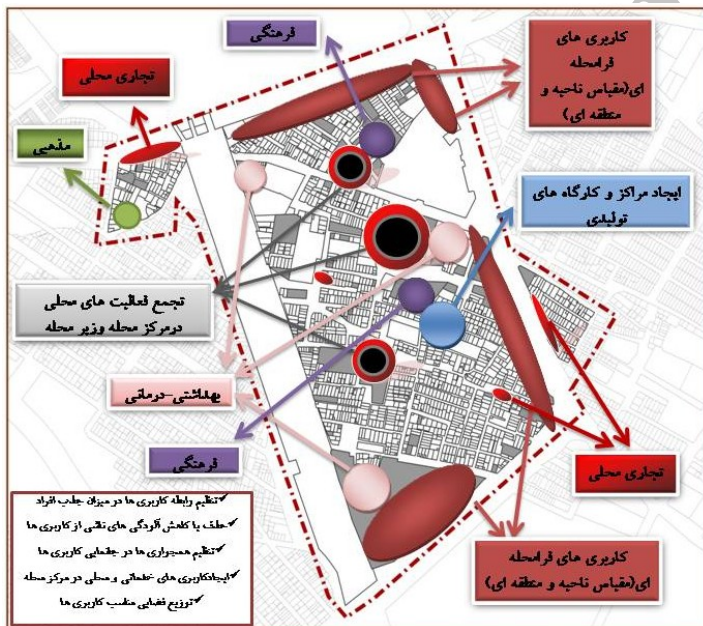 فرهنگی
کاربری های
فرامحله
ای(مقیاس ناحیه و
منطقه ای)
تجاری محلی
مذهبی
ایجاد مراکز و کارگاه های
تولیدی
تجمع فعالیت های محلی
درمرکز محله وزیر محله
بهداشتی-درمانی
فرهنگی
تجاری محلی
کاربری های فرامحله
ای(مقیاس ناحیه و منطقه ای)
✓تنظیم رابطه کاربری ها در میزان جذب افراد
✓حذف یا کاهش آلودگی های ناشی از کاربری ها
✓تنظیم همجواری ها در جانمایی کاربری ها
✓ایجادکاربری های خدماتی و محلی در مرکز محله
✓توزیع فضایی مناسب کاربری ها